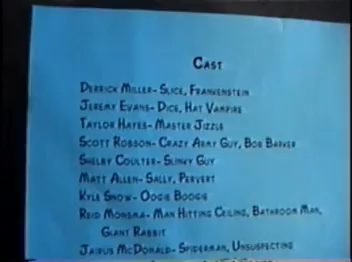 Cast
Derrick Miller- Slice, Frankenstein
Jeremy Evans- Dice, Hat Vampire
Taylor Hayes- Master Jizzle
Scott Robson- Crazy Army Guy, Bob Barker
Shelby Coulter- Slinky Guy
Matt Allen- Sally, Pervert
Kyle Snow- Oogie Boogie
Reid Monsma- Man Hitting Ceiling, Bathroom Man,
Giant Rabbit
Jairus McDonald- Spiderman, Unsuspecting